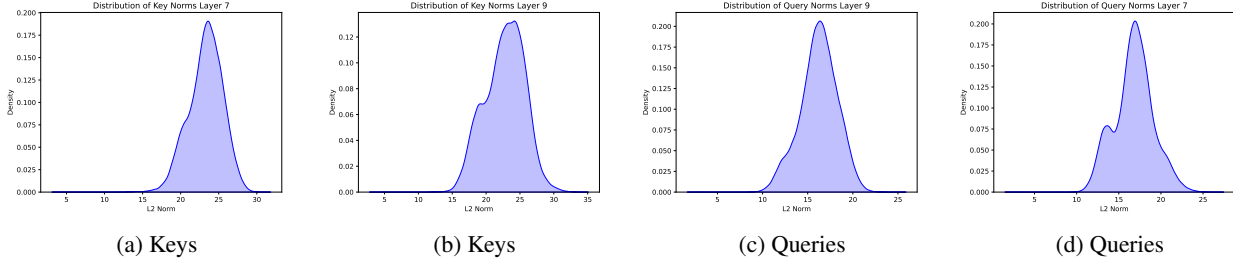 Distribution of Key Norms Layer 7
0.200
0.175
0.150
0.125
0.100
0.075
0.050
0.025
0.000
Density
5 10 15 20 25 30
L2 Norm
(a) Keys
Distribution of Key Norms Layer 9
0.12
0.10
0.08
0.06
0.04
0.02
0.00
Density
5 10 15 20 25 30 35
L2 Norm
(b) Keys
Distribution of Query Norms Layer 9
0.200
0.175
0.150
0.125
0.100
0.075
0.050
0.025
0.000
Density
5 10 15 20 25
L2 Norm
(c) Queries
Distribution of Query Norms Layer 7
0.200
0.175
0.150
0.125
0.100
0.075
0.050
0.025
0.000
Density
5 10 15 20 25
L2 Norm
(d) Queries